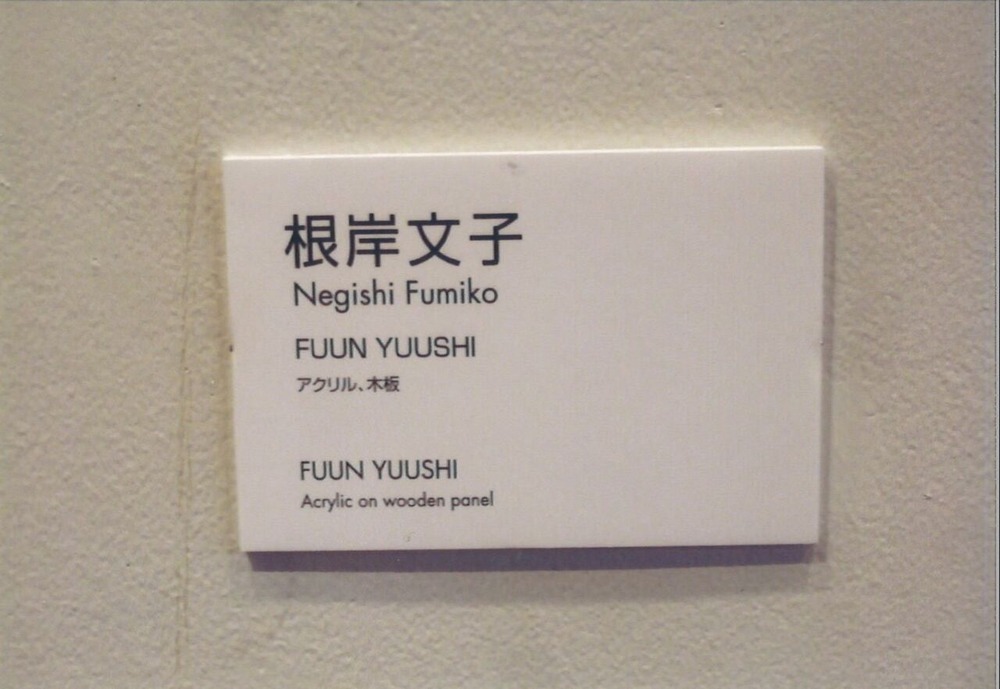 根岸文子
Negishi Fumiko
FUUN YUUSHI
アクリル、木板
FUUN YUUSHI
Acrylic on wooden panel